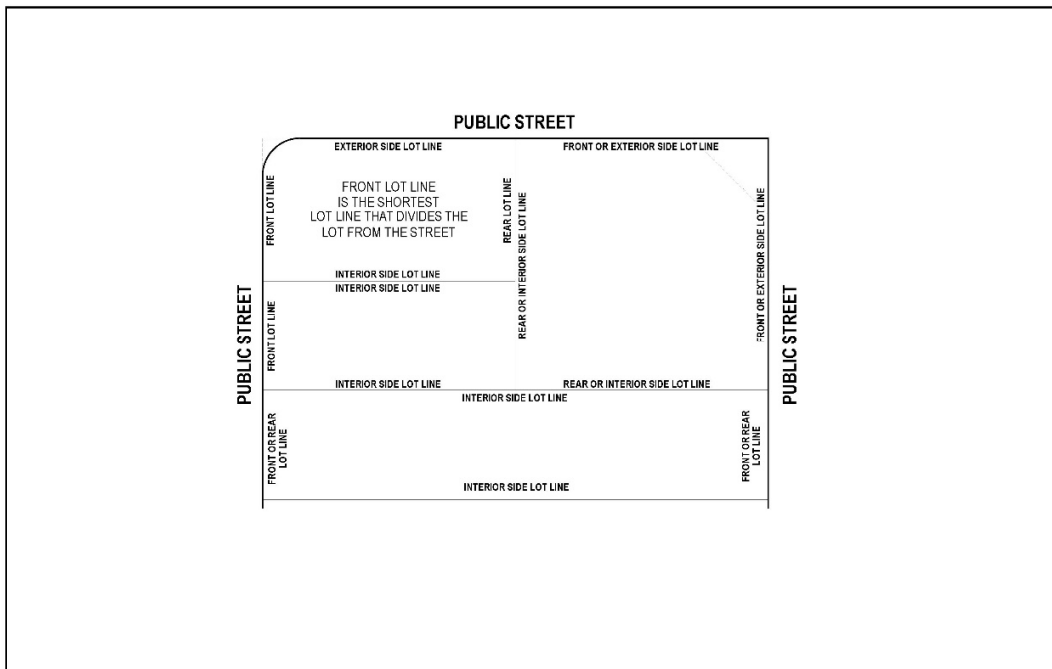 PUBLIC STREET
EXTERIOR SIDE LOT LINE
FRONT OR EXTERIOR SIDE LOT LINE
FRONT LOT LINE
FRONT LOT LINE
IS THE SHORTEST
LOT LINE THAT DIVIDES THE
LOT FROM THE STREET
REAR LOT LINE
REAR OR INTERIOR SIDE LOT LINE
FRONT OR EXTERIOR SIDE LOT LINE
INTERIOR SIDE LOT LINE
INTERIOR SIDE LOT LINE
PUBLIC STREET
FRONT LOT LINE
PUBLIC STREET
INTERIOR SIDE LOT LINE
REAR OR INTERIOR SIDE LOT LINE
INTERIOR SIDE LOT LINE
FRONT OR REAR
LOT LINE
FRONT OR REAR
LOT LINE
INTERIOR SIDE LOT LINE